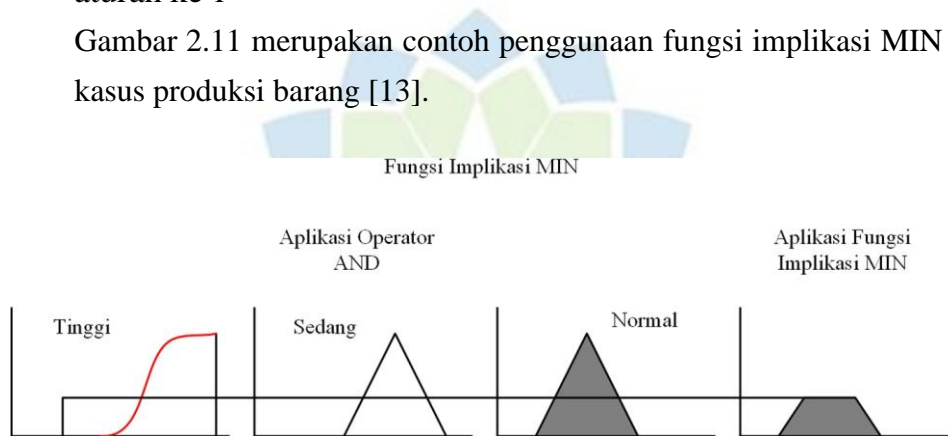 aturan ke 1
Gambar 2.11 merupakan contoh penggunaan fungsi implikasi MIN
kasus produksi barang [13].
Fungsi Implikasi MIN
Aplikasi Operator
AND
Aplikasi Fungsi
Implikasi MIN
Tinggi
Sedang
Normal